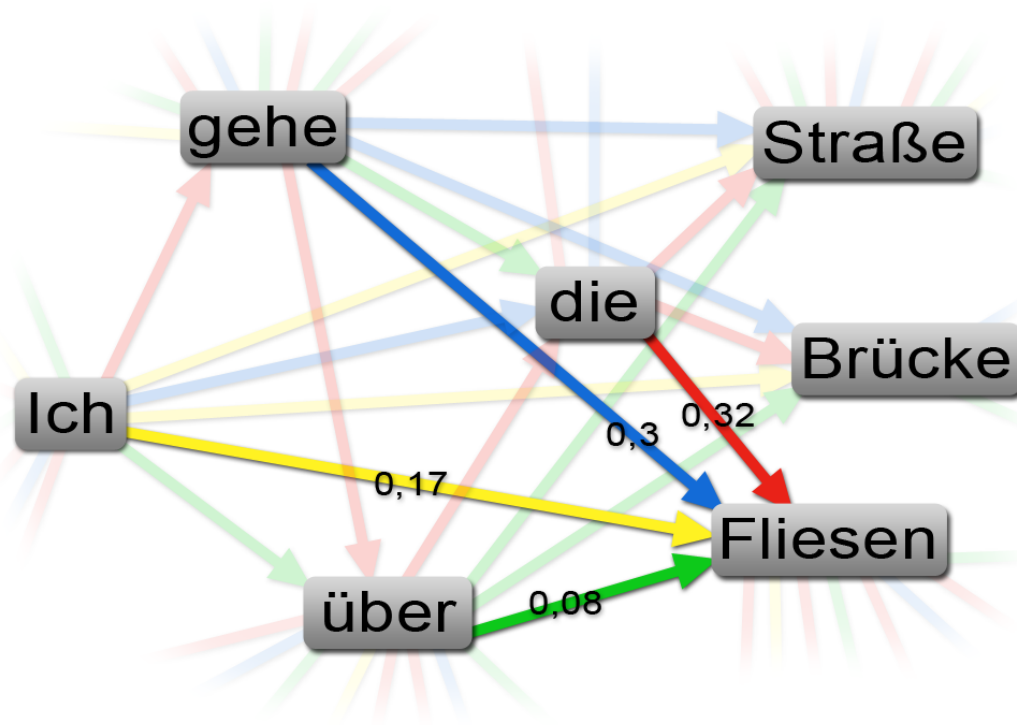 gehe
Straße
die
Brücke
Ich
0,3
0,32
0,17
Fliesen
über
0,08